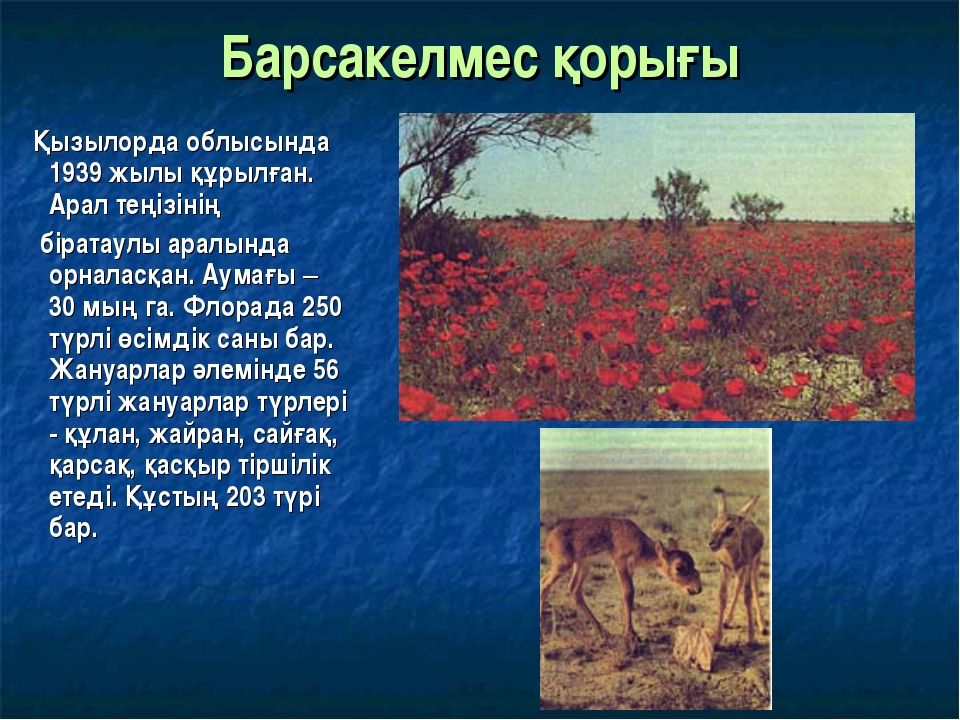 Барсакелмес қорығы
Қызылорда облысында
1939 жылы құрылған.
Арал теңізінің
біратаулы аралында
орналасқан. Аумағы –
30 мың га. Флорада 250
түрлі өсімдік саны бар.
Жануарлар әлемінде 56
түрлі жануарлар түрлері
- құлан, жайран, сайғақ,
қарсақ, қасқыр тіршілік
етеді. Құстың 203 түрі
бар.